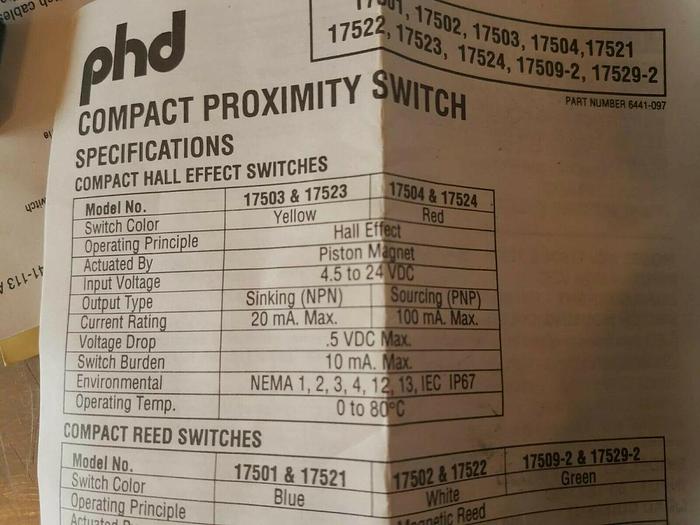 phd
17502, 17503, 17504,17521
17522, 17523, 17524, 17509-2, 17529-2
PART NUMBER 6441-097
COMPACT PROXIMITY SWITCH
SPECIFICATIONS
COMPACT HALL EFFECT SWITCHES
Model No. 17503 & 17523 17504 & 17524
Switch Color Yellow Red
Operating Principle Hall Effect
Actuated By Piston Magnet
Input Voltage 4.5 to 24 VDC
Output Type Sinking (NPN) Sourcing (PNP)
Current Rating 20 mA. Max. 100 mA. Max.
Voltage Drop .5 VDC Max.
Switch Burden 10 mA. Max.
Environmental NEMA 1, 2, 3, 4, 12, 13, IEC IP67
Operating Temp. 0 to 80°C
COMPACT REED SWITCHES
Model No. 17501 & 17521 17502 & 17522 17509-2 & 17529-2
Switch Color Blue White Green
Operating Principle Magnetic Reed